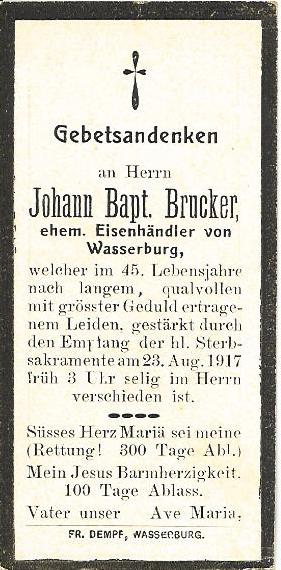 Gebetsandenken
an Herrn
Johann Bapt. Brucker,
ehem. Eisenhändler von
Wasserburg,
welcher im 45. Lebensjahre
nach langem, qualvollen
mit grösster Geduld ertrage-
nem Leiden, gestärkt durch
den Empfang der hl. Sterb-
sakramente am 23. Aug. 1917
früh 3 Uhr selig im Herrn
verschieden ist.
Süsses Herz Mariä sei meine
(Rettung! 300 Tage Abl.)
Mein Jesus Barmherzigkeit.
100 Tage Ablass.
Vater unser Ave Maria.
FR. DEMPF, WASSERBURG.